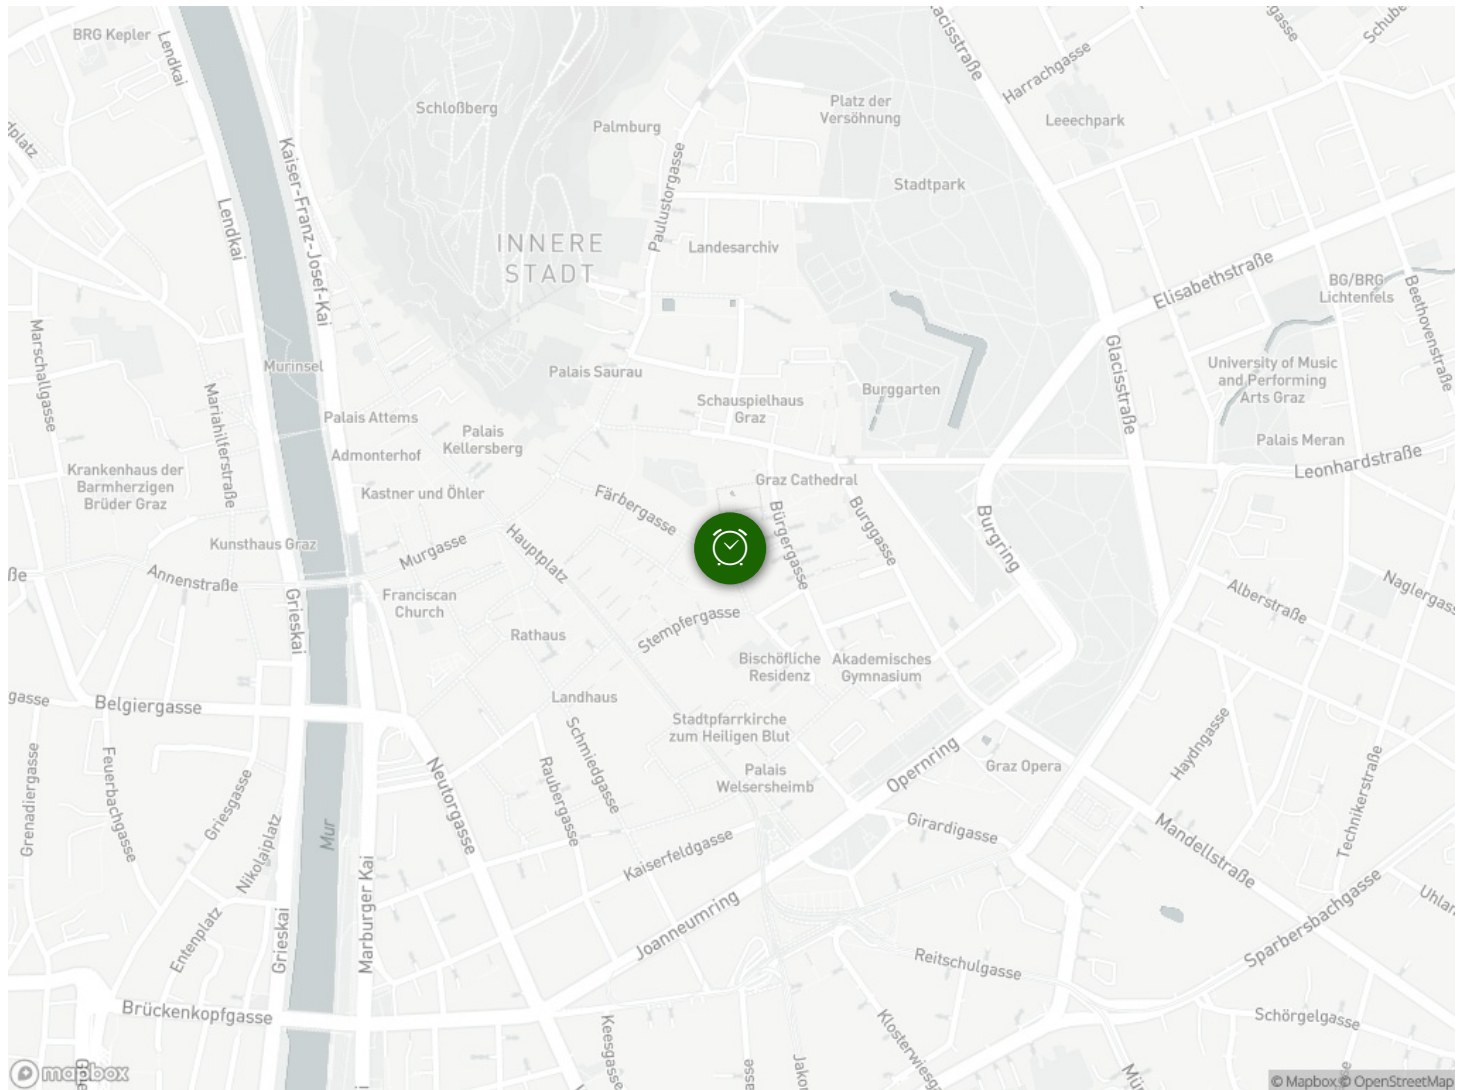 BRG Kepler
Lendkai
Kaiser-Franz-Josef-Kai
Lendkai
Schloßberg
Palmburg
Platz der
Versöhnung
Harrachgasse
Leeechpark
Stadtpark
Paulustorgasse
Landesarchiv
INNERE
STADT
Elisabethstraße
BG/BRG
Lichtenfels
Beethovenstraße
Marschallgasse
Murinsel
Mariahilferstraße
Palais Attems
Palais Saurau
Schauspielhaus
Graz
Burggarten
Glacisstraße
University of Music
and Performing
Arts Graz
Palais
Kellersberg
Admonterhof
Palais Meran
Leonhardstraße
Krankenhaus der
Barmherzigen
Brüder Graz
Kastner und Öhler
Färbergasse
Graz Cathedral
Bürgergasse
Burggasse
Burgring
Kunsthaus Graz
Murgasse
Hauptplatz
Annenstraße
Franciscan
Church
Grieskai
Rathaus
Stempfergasse
Alberstraße
Bischöfliche
Residenz
Akademisches
Gymnasium
Belgiergasse
Landhaus
Stadtpfarrkirche
zum Heiligen Blut
Schmiedgasse
Palais
Welsersheimb
Opernring
Graz Opera
Haydngasse
Grenadiergasse
Feuerbachgasse
Griesgasse
Nikolaiplatz
Mur
Neutorgasse
Raubergasse
Kaiserfeldgasse
Girardigasse
Mandellstraße
Technikerstraße
Entenplatz
Grieskai
Marburger Kai
Joanneumring
Reitschulgasse
Sparbersbachgasse
Brückenkopfgasse
Keesgasse
Schörgelgasse
mapbox
© Mapbox © OpenStreetMap